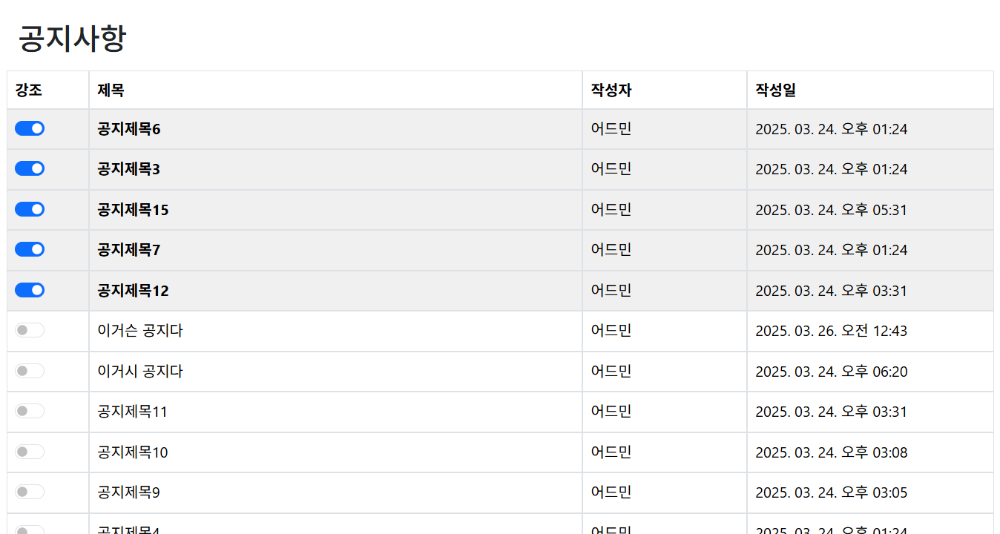 공지사항
강조 제목 작성자 작성일
공지제목6 어드민 2025. 03. 24. 오후 01:24
공지제목3 어드민 2025. 03. 24. 오후 01:24
공지제목15 어드민 2025. 03. 24. 오후 05:31
공지제목7 어드민 2025. 03. 24. 오후 01:24
공지제목12 어드민 2025. 03. 24. 오후 03:31
이거슨 공지다 어드민 2025. 03. 26. 오전 12:43
이거시 공지다 어드민 2025. 03. 24. 오후 06:20
공지제목11 어드민 2025. 03. 24. 오후 03:31
공지제목10 어드민 2025. 03. 24. 오후 03:08
공지제목9 어드민 2025. 03. 24. 오후 03:05
공지제목4 어드민 2025. 03. 24. 오후 01:24